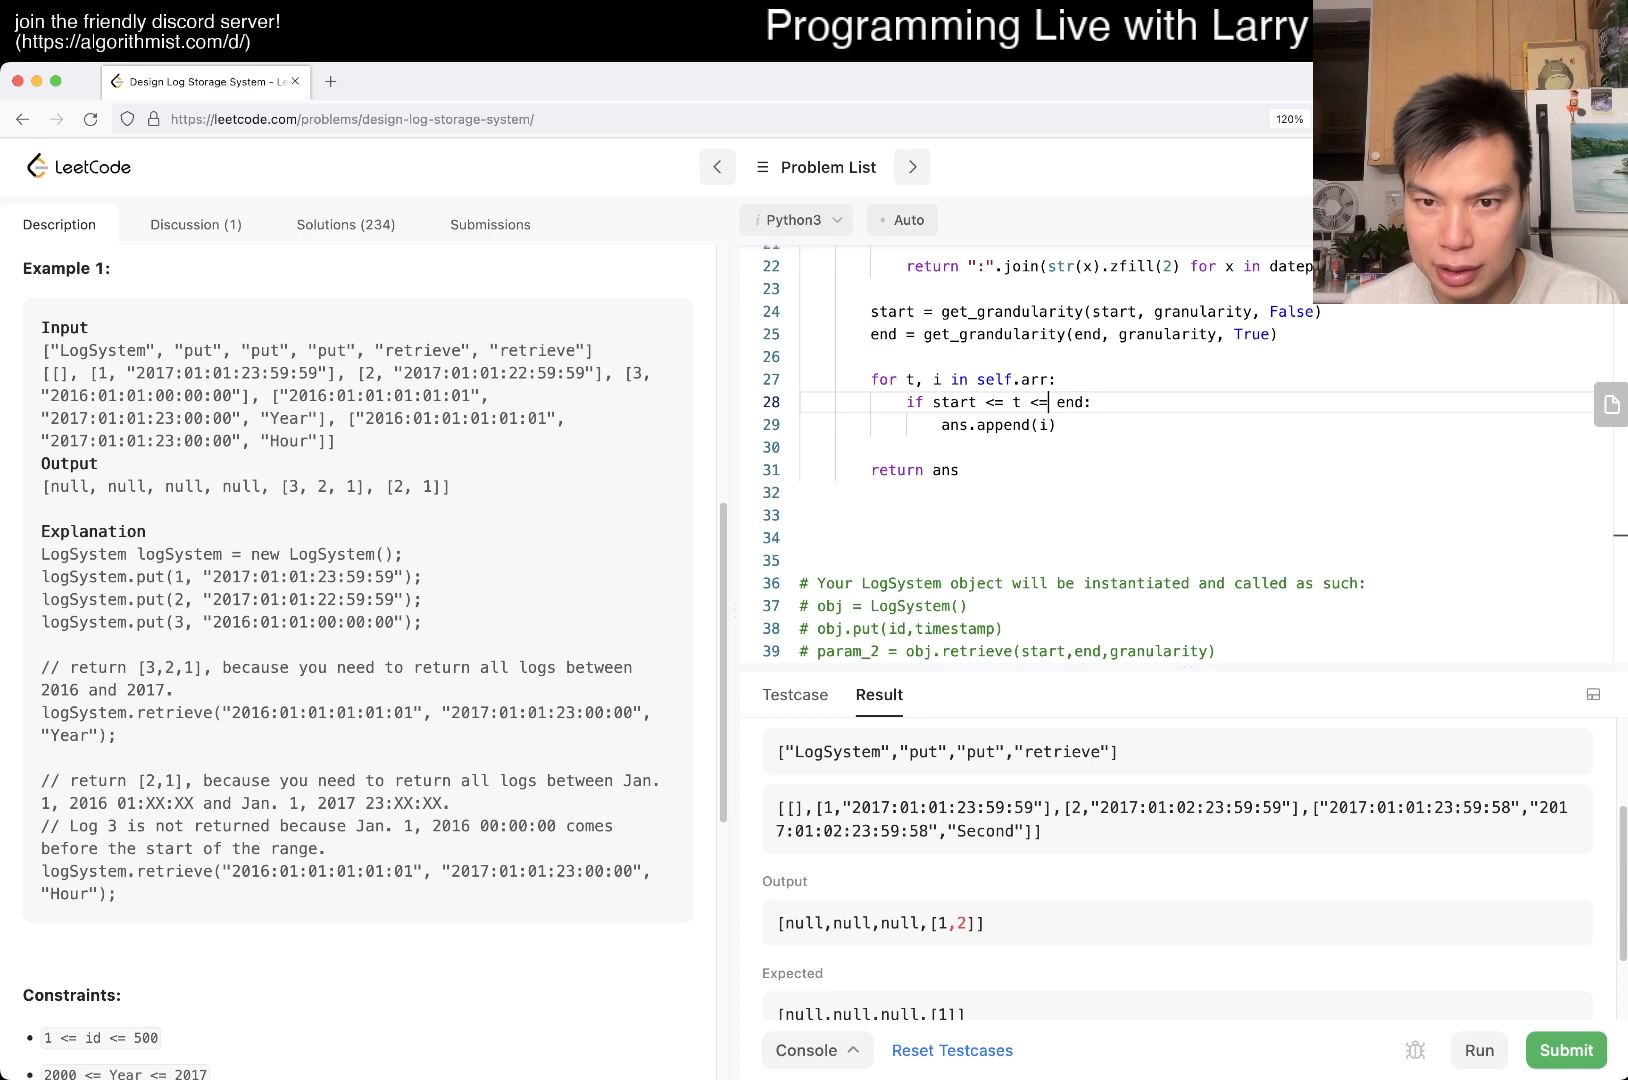 join the friendly discord server!
(https://algorithmist.com/d/)
Programming Live with Larry
Design Log Storage System - Le
https://leetcode.com/problems/design-log-storage-system/
120%
LeetCode
Problem List
Description
Discussion (1)
Solutions (234)
Submissions
i Python3
Auto
Example 1:
Input
["LogSystem", "put", "put", "put", "retrieve", "retrieve"]
[[], [1, "2017:01:01:23:59:59"], [2, "2017:01:01:22:59:59"], [3,
"2016:01:01:00:00:00"], ["2016:01:01:01:01:01",
"2017:01:01:23:00:00", "Year"], ["2016:01:01:01:01:01",
"2017:01:01:23:00:00", "Hour"]]
Output
[null, null, null, null, [3, 2, 1], [2, 1]]
Explanation
LogSystem logSystem = new LogSystem();
logSystem.put(1, "2017:01:01:23:59:59");
logSystem.put(2, "2017:01:01:22:59:59");
logSystem.put(3, "2016:01:01:00:00:00");
// return [3,2,1], because you need to return all logs between
2016 and 2017.
logSystem.retrieve("2016:01:01:01:01:01", "2017:01:01:23:00:00",
"Year");
// return [2,1], because you need to return all logs between Jan.
1, 2016 01:XX:XX and Jan. 1, 2017 23:XX:XX.
// Log 3 is not returned because Jan. 1, 2016 00:00:00 comes
before the start of the range.
logSystem.retrieve("2016:01:01:01:01:01", "2017:01:01:23:00:00",
"Hour");
Constraints:
1 <= id <= 500
2000 <= Year <= 2017
21
22 return ":".join(str(x).zfill(2) for x in datep
23
24 start = get_grandularity(start, granularity, False)
25 end = get_grandularity(end, granularity, True)
26
27 for t, i in self.arr:
28 if start <= t <= end:
29 ans.append(i)
30
31 return ans
32
33
34
35
36 # Your LogSystem object will be instantiated and called as such:
37 # obj = LogSystem()
38 # obj.put(id,timestamp)
39 # param_2 = obj.retrieve(start,end,granularity)
Testcase
Result
["LogSystem","put","put","retrieve"]
[[],[1,"2017:01:01:23:59:59"],[2,"2017:01:02:23:59:59"],["2017:01:01:23:59:58","201
7:01:02:23:59:58","Second"]]
Output
[null,null,null,[1,2]]
Expected
[null,null,null,[1]]
Console
Reset Testcases
Run
Submit